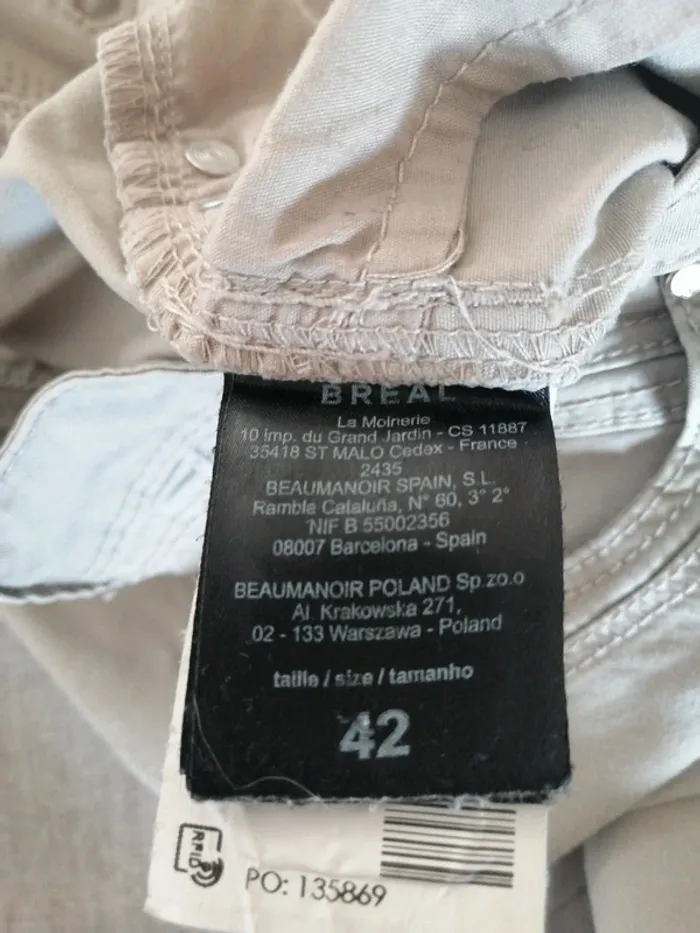 BREAL
La Moinerie
10 imp. du Grand Jardin - CS 11887
35418 ST MALO Cedex - France
2435
BEAUMANOIR SPAIN, S.L.
Rambla Cataluña, N° 60, 3° 2°
NIF B 55002356
08007 Barcelona - Spain
BEAUMANOIR POLAND Sp.zo.o
Al. Krakowska 271,
02 - 133 Warszawa - Poland
taille / size / tamanho
42
RFID
PO: 135869